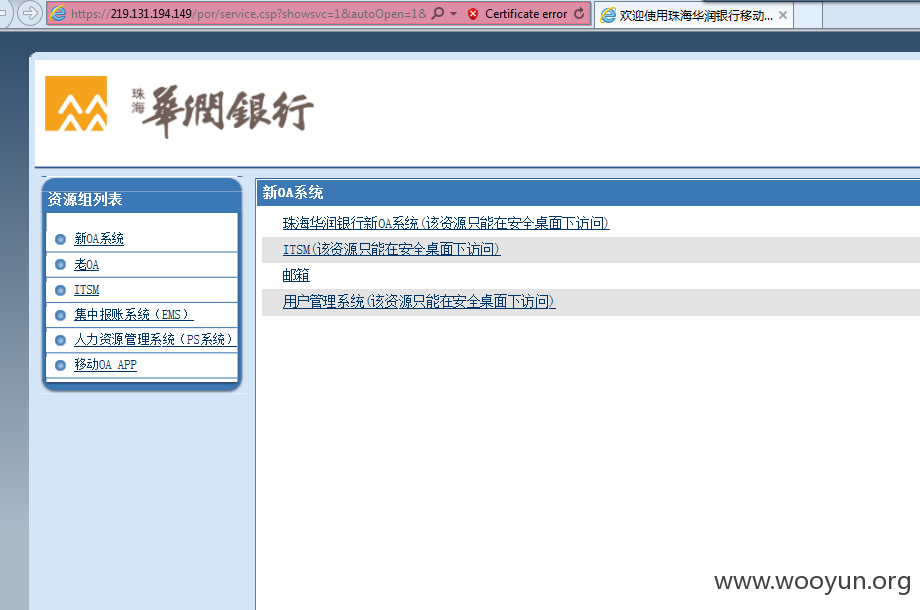 https://219.131.194.149/por/service.csp?showsvc=1&autoOpen=1& Certificate error 欢迎使用珠海华润银行移动...
珠海 華潤銀行
资源组列表
新OA系统
老OA
ITSM
集中报账系统（EMS）
人力资源管理系统（PS系统）
移动OA APP
新OA系统
珠海华润银行新OA系统(该资源只能在安全桌面下访问)
ITSM(该资源只能在安全桌面下访问)
邮箱
用户管理系统(该资源只能在安全桌面下访问)
www.wooyun.org